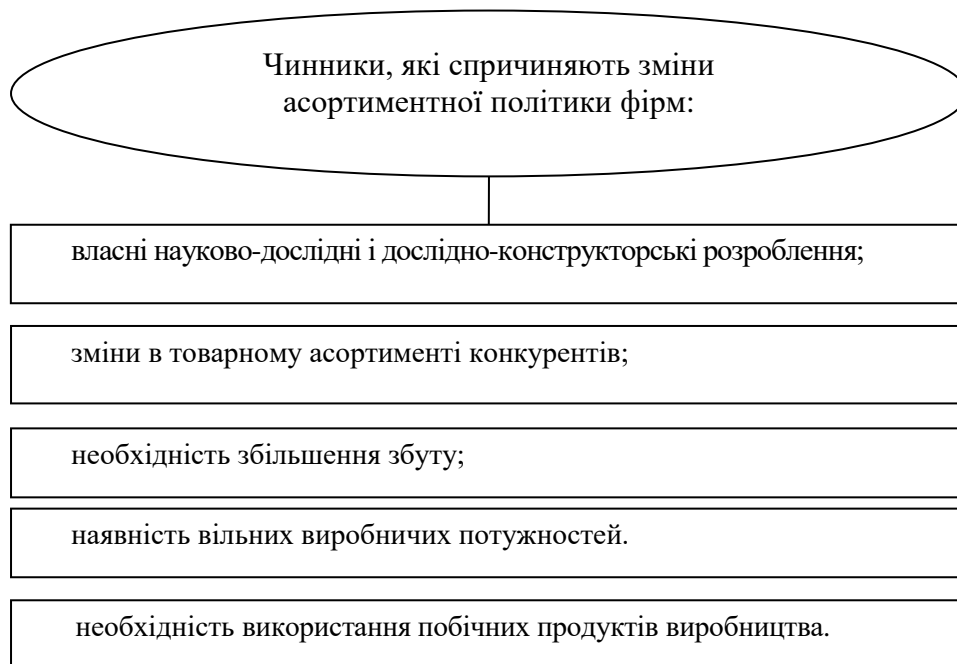 Чинники, які спричиняють зміни
асортиментної політики фірм:
власні науково-дослідні і дослідно-конструкторські розроблення;
зміни в товарному асортименті конкурентів;
необхідність збільшення збуту;
наявність вільних виробничих потужностей.
необхідність використання побічних продуктів виробництва.